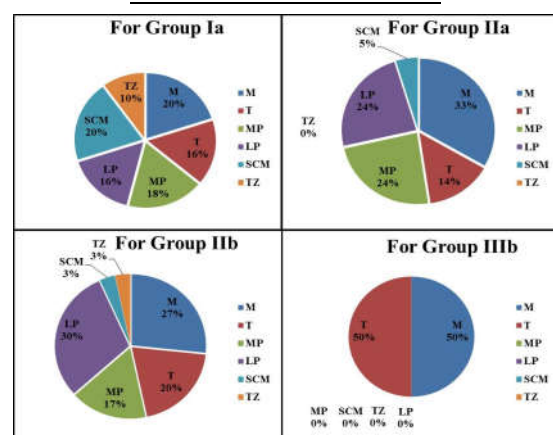 For Group Ia
TZ
10%
M
20%
T
16%
MP
18%
LP
16%
SCM
20%
M
T
MP
LP
SCM
TZ
For Group IIa
SCM
5%
M
33%
T
14%
MP
24%
LP
24%
TZ
0%
M
T
MP
LP
SCM
TZ
For Group IIb
TZ
3%
SCM
3%
M
27%
T
20%
MP
17%
LP
30%
M
T
MP
LP
SCM
TZ
For Group IIIb
T
50%
M
50%
MP SCM TZ LP
0% 0% 0% 0%
M
T
MP
LP
SCM
TZ